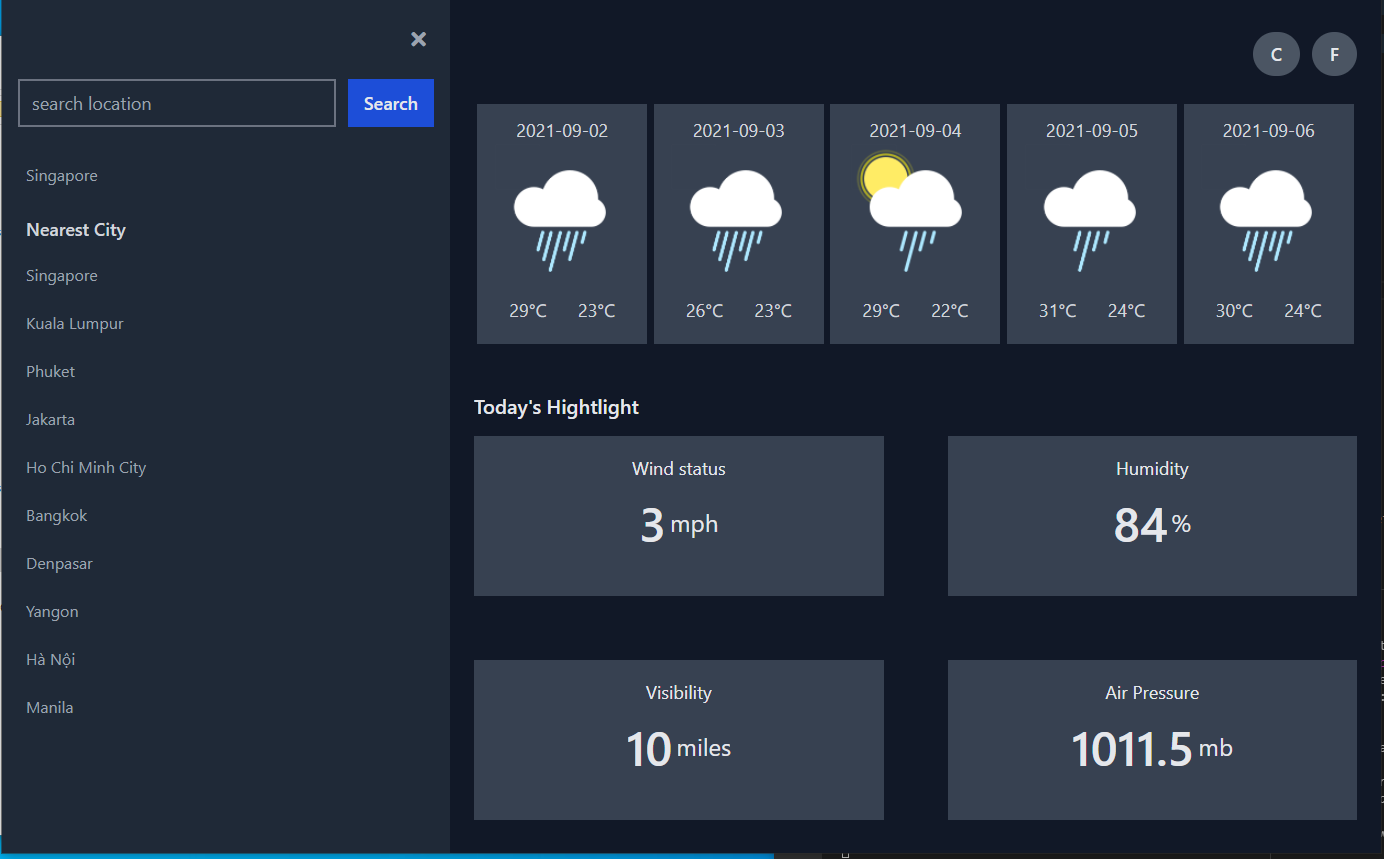 search location
Search
Singapore
Nearest City
Singapore
Kuala Lumpur
Phuket
Jakarta
Ho Chi Minh City
Bangkok
Denpasar
Yangon
Hà Nội
Manila
C F
2021-09-02 2021-09-03 2021-09-04 2021-09-05 2021-09-06
29°C 23°C 26°C 23°C 29°C 22°C 31°C 24°C 30°C 24°C
Today's Hightlight
Wind status
3 mph
Humidity
84 %
Visibility
10 miles
Air Pressure
1011.5 mb